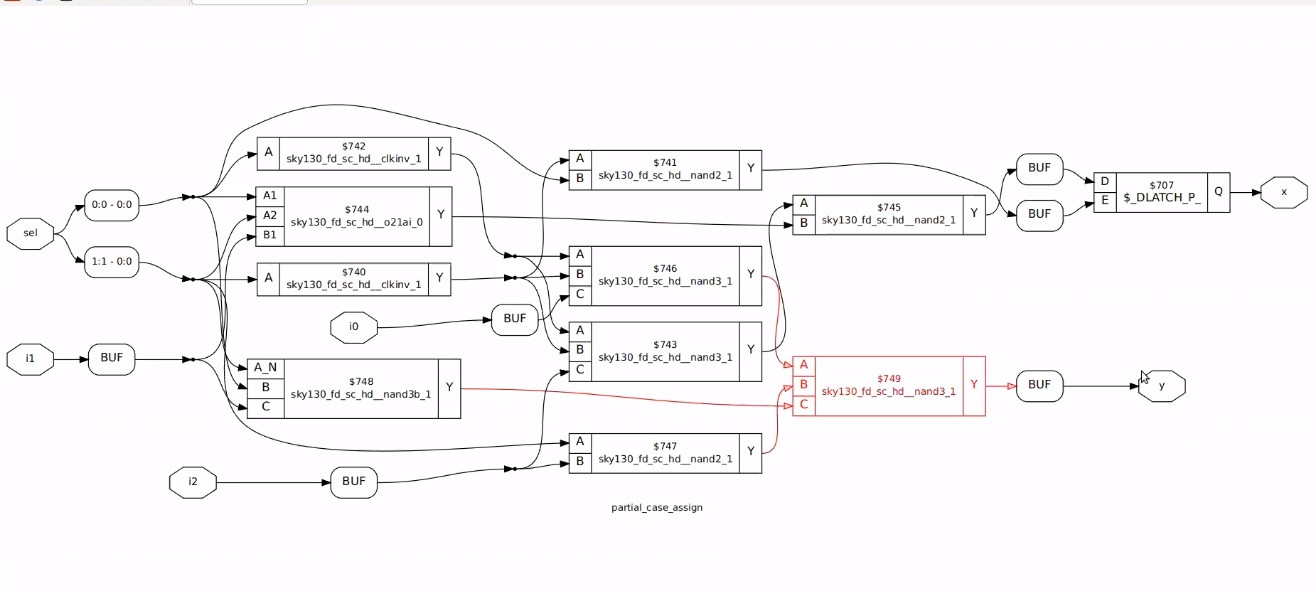 $742
A
sky130_fd_sc_hd__clkinv_1
Y
$741
A
B
sky130_fd_sc_hd__nand2_1
Y
BUF
D
E
$707
$_DLATCH_P_
Q
x
0:0 - 0:0
A1
A2
B1
$744
sky130_fd_sc_hd__o21ai_0
Y
A
B
$745
sky130_fd_sc_hd__nand2_1
Y
BUF
sel
1:1 - 0:0
A
$740
sky130_fd_sc_hd__clkinv_1
Y
A
B
C
$746
sky130_fd_sc_hd__nand3_1
Y
i0
BUF
A
B
C
$743
sky130_fd_sc_hd__nand3_1
Y
i1
BUF
A_N
B
C
$748
sky130_fd_sc_hd__nand3b_1
Y
A
B
C
$749
sky130_fd_sc_hd__nand3_1
Y
BUF
y
A
B
$747
sky130_fd_sc_hd__nand2_1
Y
i2
BUF
partial_case_assign